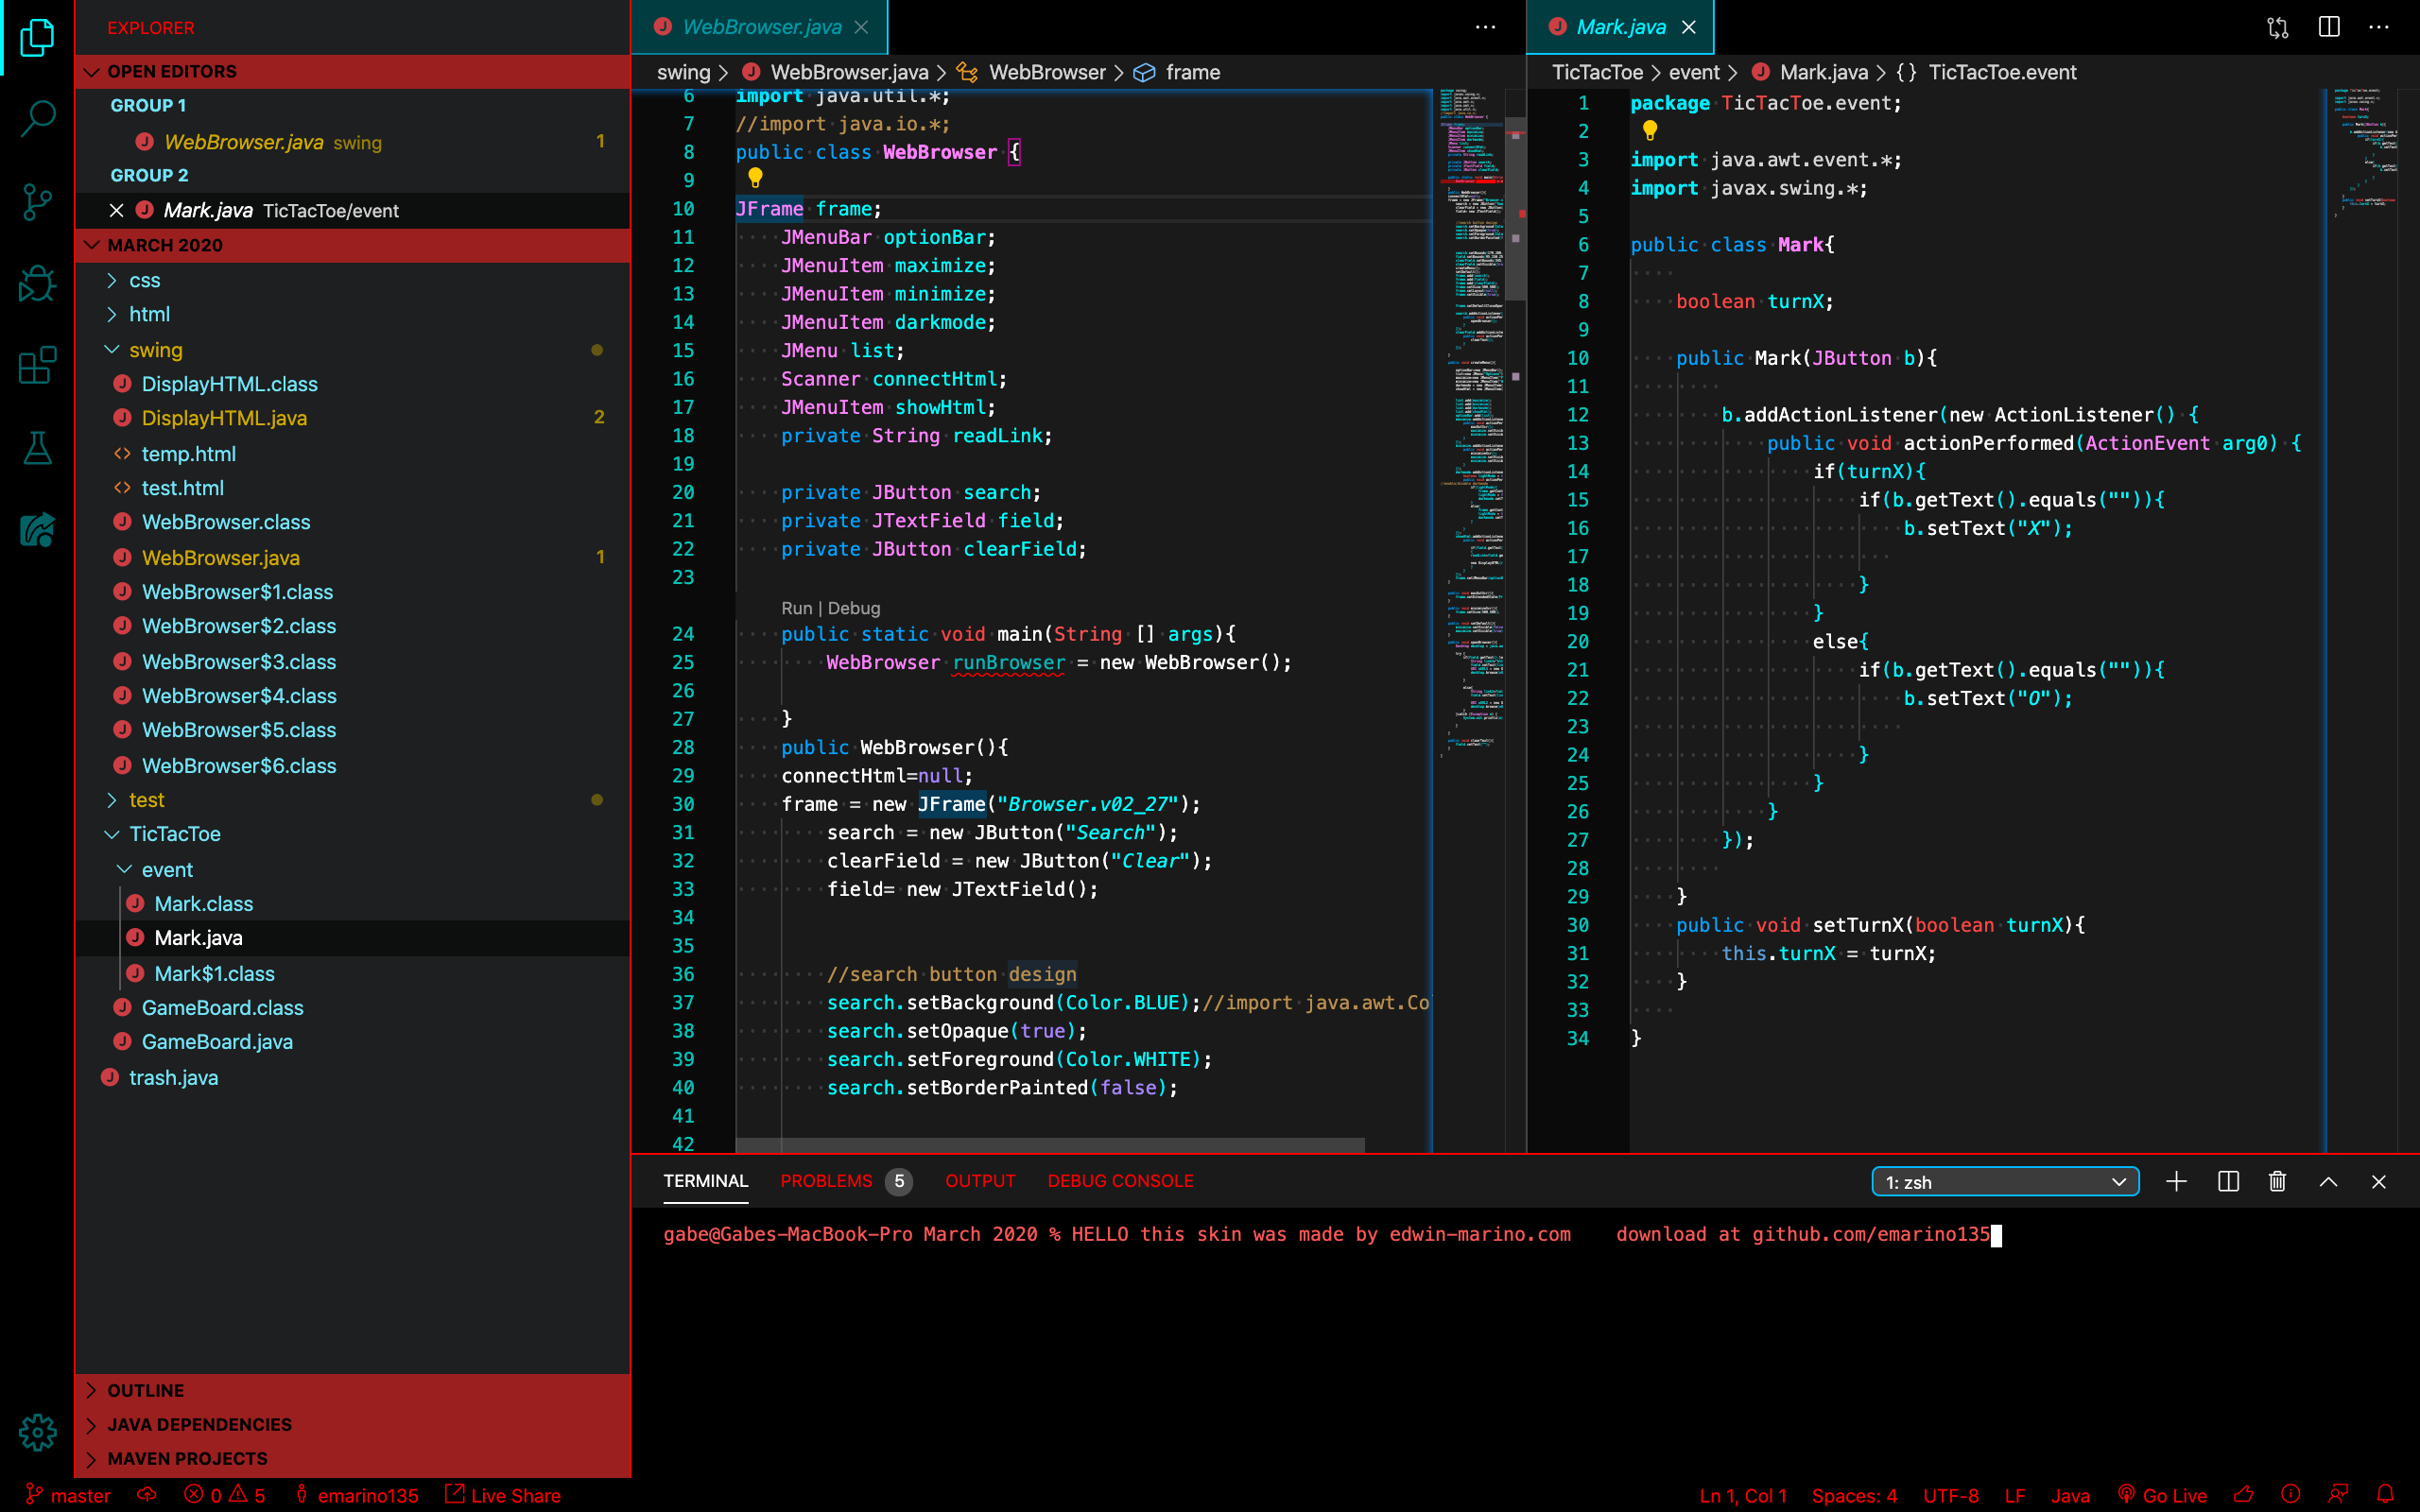 EXPLORER
OPEN EDITORS
GROUP 1
WebBrowser.java swing 1
GROUP 2
Mark.java TicTacToe/event
MARCH 2020
css
html
swing
DisplayHTML.class
DisplayHTML.java 2
temp.html
test.html
WebBrowser.class
WebBrowser.java 1
WebBrowser$1.class
WebBrowser$2.class
WebBrowser$3.class
WebBrowser$4.class
WebBrowser$5.class
WebBrowser$6.class
test
TicTacToe
event
Mark.class
Mark.java
Mark$1.class
GameBoard.class
GameBoard.java
trash.java
OUTLINE
JAVA DEPENDENCIES
MAVEN PROJECTS
WebBrowser.java
swing > WebBrowser.java > WebBrowser > frame
6 import java.util.*;
7 //import java.io.*;
8 public class WebBrowser {
9
10 JFrame frame;
11 JMenuBar optionBar;
12 JMenuItem maximize;
13 JMenuItem minimize;
14 JMenuItem darkmode;
15 JMenu list;
16 Scanner connectHtml;
17 JMenuItem showHtml;
18 private String readLink;
19
20 private JButton search;
21 private JTextField field;
22 private JButton clearField;
23
Run | Debug
24 public static void main(String [] args){
25 WebBrowser runBrowser = new WebBrowser();
26
27 }
28 public WebBrowser(){
29 connectHtml=null;
30 frame = new JFrame("Browser.v02_27");
31 search = new JButton("Search");
32 clearField = new JButton("Clear");
33 field= new JTextField();
34
35
36 //search button design
37 search.setBackground(Color.BLUE);//import java.awt.Co
38 search.setOpaque(true);
39 search.setForeground(Color.WHITE);
40 search.setBorderPainted(false);
41
42
Mark.java
TicTacToe > event > Mark.java > {} TicTacToe.event
1 package TicTacToe.event;
2
3 import java.awt.event.*;
4 import javax.swing.*;
5
6 public class Mark{
7
8 boolean turnX;
9
10 public Mark(JButton b){
11
12 b.addActionListener(new ActionListener() {
13 public void actionPerformed(ActionEvent arg0) {
14 if(turnX){
15 if(b.getText().equals("")){
16 b.setText("X");
17
18 }
19 }
20 else{
21 if(b.getText().equals("")){
22 b.setText("O");
23
24 }
25 }
26 }
27 });
28
29 }
30 public void setTurnX(boolean turnX){
31 this.turnX = turnX;
32 }
33
34 }
TERMINAL PROBLEMS 5 OUTPUT DEBUG CONSOLE 1: zsh
gabe@Gabes-MacBook-Pro March 2020 % HELLO this skin was made by edwin-marino.com download at github.com/emarino135
master 0 5 emarino135 Live Share Ln 1, Col 1 Spaces: 4 UTF-8 LF Java Go Live